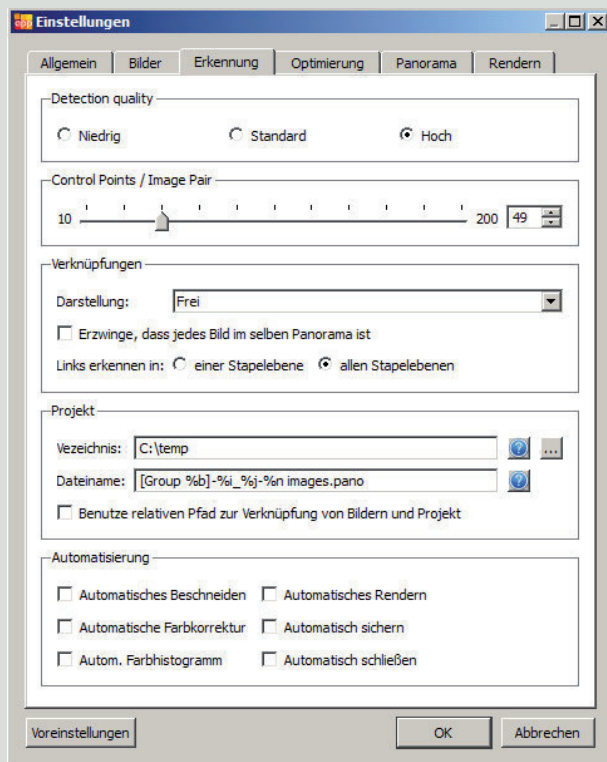 app Einstellungen
Allgemein Bilder Erkennung Optimierung Panorama Rendern
Detection quality
Niedrig Standard Hoch
Control Points / Image Pair
10 200 49
Verknüpfungen
Darstellung: Frei
Erzwinge, dass jedes Bild im selben Panorama ist
Links erkennen in: einer Stapelebene allen Stapelebenen
Projekt
Vezeichnis: C:\temp ? ...
Dateiname: [Group %b]-%i_%j-%n images.pano ?
Benutze relativen Pfad zur Verknüpfung von Bildern und Projekt
Automatisierung
Automatisches Beschneiden Automatisches Rendern
Automatische Farbkorrektur Automatisch sichern
Autom. Farbhistogramm Automatisch schließen
Voreinstellungen OK Abbrechen